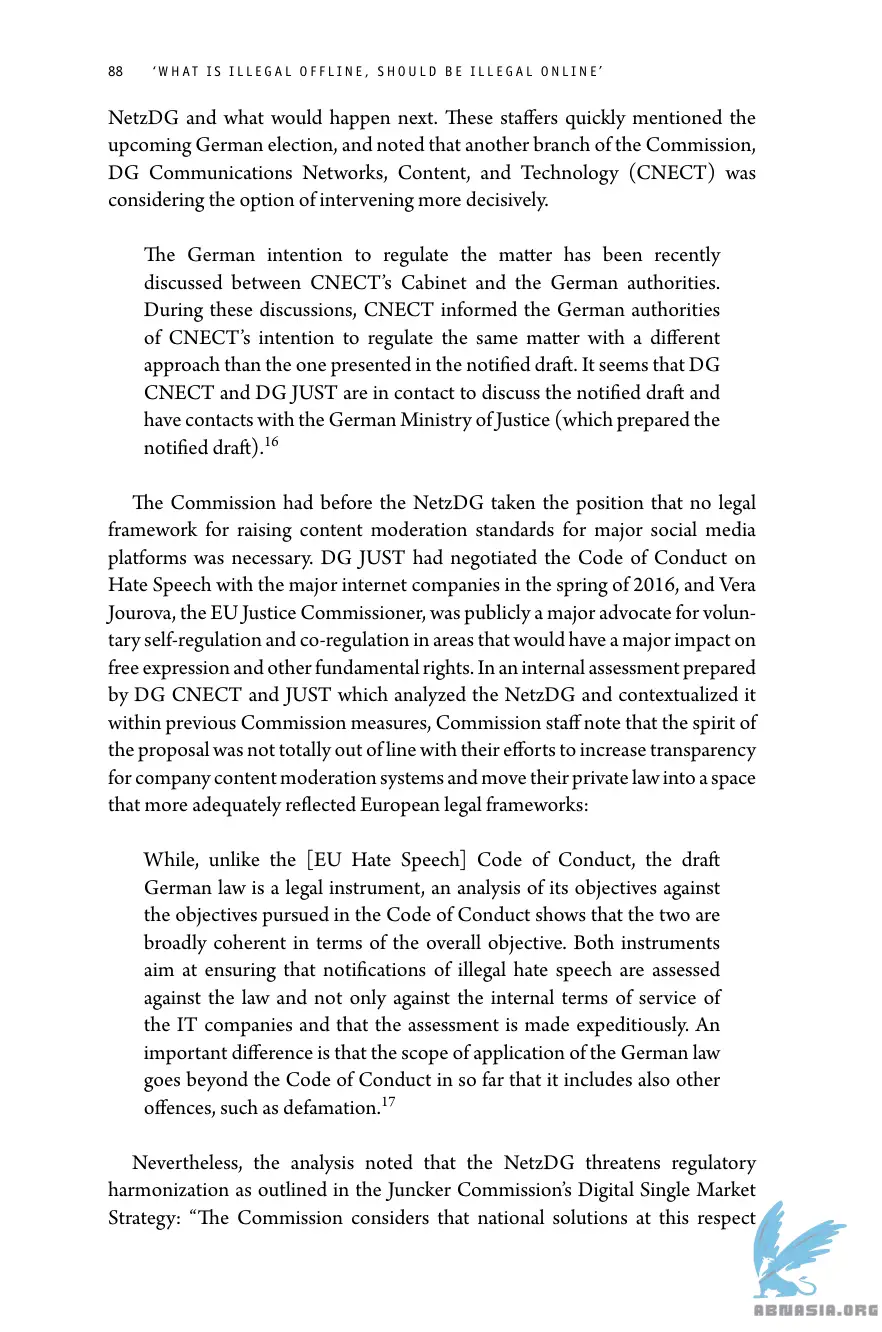 88 ‘WHAT IS ILLEGAL OFFLINE, SHOULD BE ILLEGAL ONLINE’
NetzDG and what would happen next. These staffers quickly mentioned the
upcoming German election, and noted that another branch of the Commission,
DG Communications Networks, Content, and Technology (CNECT) was
considering the option of intervening more decisively.
The German intention to regulate the matter has been recently
discussed between CNECT’s Cabinet and the German authorities.
During these discussions, CNECT informed the German authorities
of CNECT’s intention to regulate the same matter with a different
approach than the one presented in the notified draft. It seems that DG
CNECT and DG JUST are in contact to discuss the notified draft and
have contacts with the German Ministry of Justice (which prepared the
notified draft).16
The Commission had before the NetzDG taken the position that no legal
framework for raising content moderation standards for major social media
platforms was necessary. DG JUST had negotiated the Code of Conduct on
Hate Speech with the major internet companies in the spring of 2016, and Vera
Jourova, the EU Justice Commissioner, was publicly a major advocate for volun-
tary self-regulation and co-regulation in areas that would have a major impact on
free expression and other fundamental rights. In an internal assessment prepared
by DG CNECT and JUST which analyzed the NetzDG and contextualized it
within previous Commission measures, Commission staff note that the spirit of
the proposal was not totally out of line with their efforts to increase transparency
for company content moderation systems and move their private law into a space
that more adequately reflected European legal frameworks:
While, unlike the [EU Hate Speech] Code of Conduct, the draft
German law is a legal instrument, an analysis of its objectives against
the objectives pursued in the Code of Conduct shows that the two are
broadly coherent in terms of the overall objective. Both instruments
aim at ensuring that notifications of illegal hate speech are assessed
against the law and not only against the internal terms of service of
the IT companies and that the assessment is made expeditiously. An
important difference is that the scope of application of the German law
goes beyond the Code of Conduct in so far that it includes also other
offences, such as defamation.17
Nevertheless, the analysis noted that the NetzDG threatens regulatory
harmonization as outlined in the Juncker Commission’s Digital Single Market
Strategy: “The Commission considers that national solutions at this respect
ABNASIA.ORG